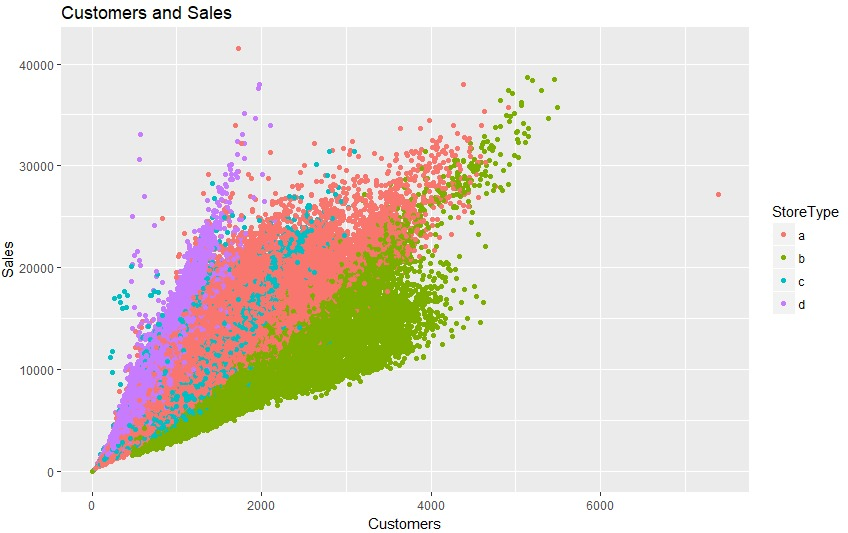 Customers and Sales
Sales
40000
30000
20000
10000
0
0 2000 4000 6000
Customers
StoreType
a
b
c
d